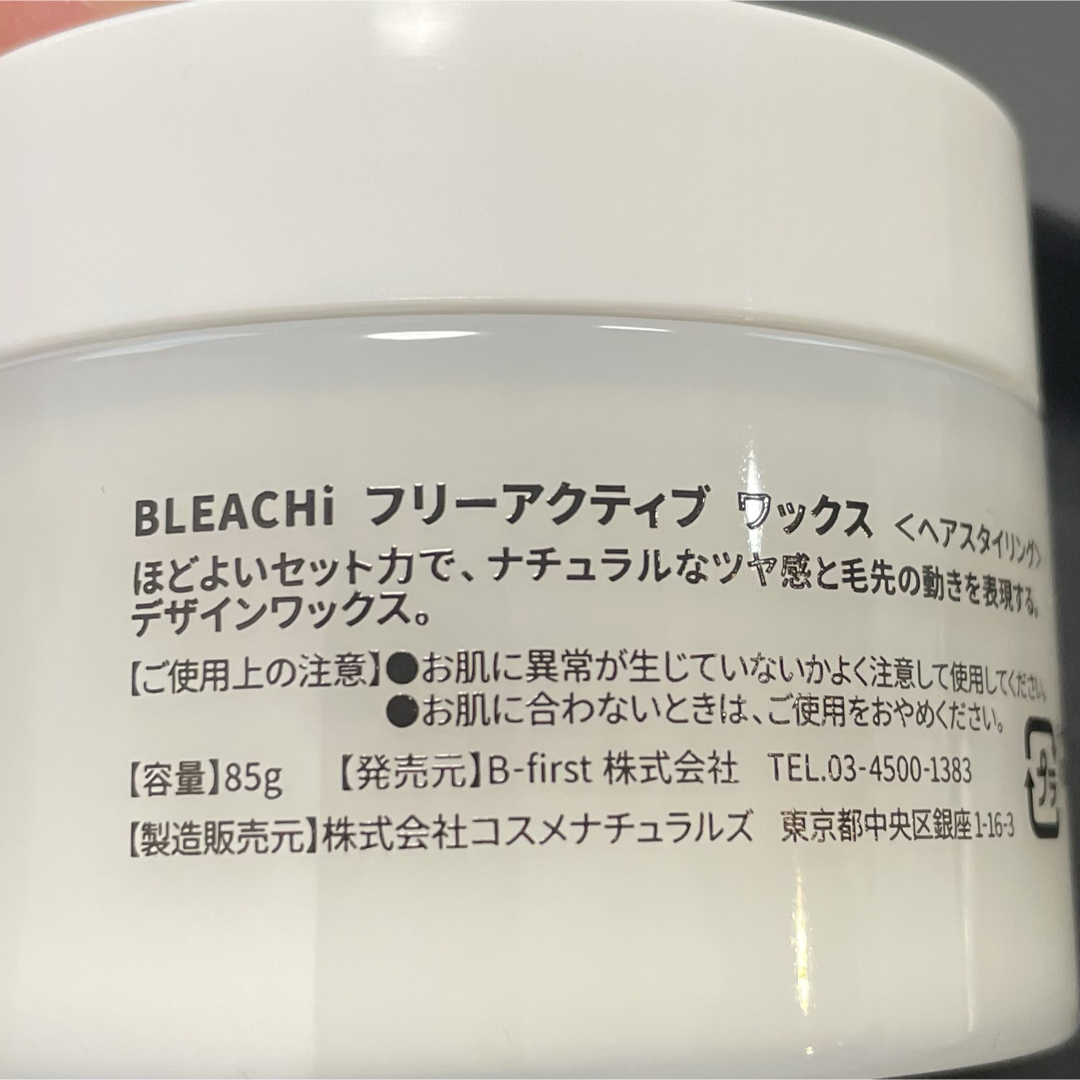 BLEACHi フリーアクティブ ワックス <ヘアスタイリング>
ほどよいセット力で、ナチュラルなツヤ感と毛先の動きを表現する。
デザインワックス。
【ご使用上の注意】●お肌に異常が生じていないかよく注意して使用してください。
●お肌に合わないときは、ご使用をおやめください。
【容量】85g 【発売元】B-first 株式会社 TEL.03-4500-1383
【製造販売元】株式会社コスメナチュラルズ 東京都中央区銀座1-16-3
プラ